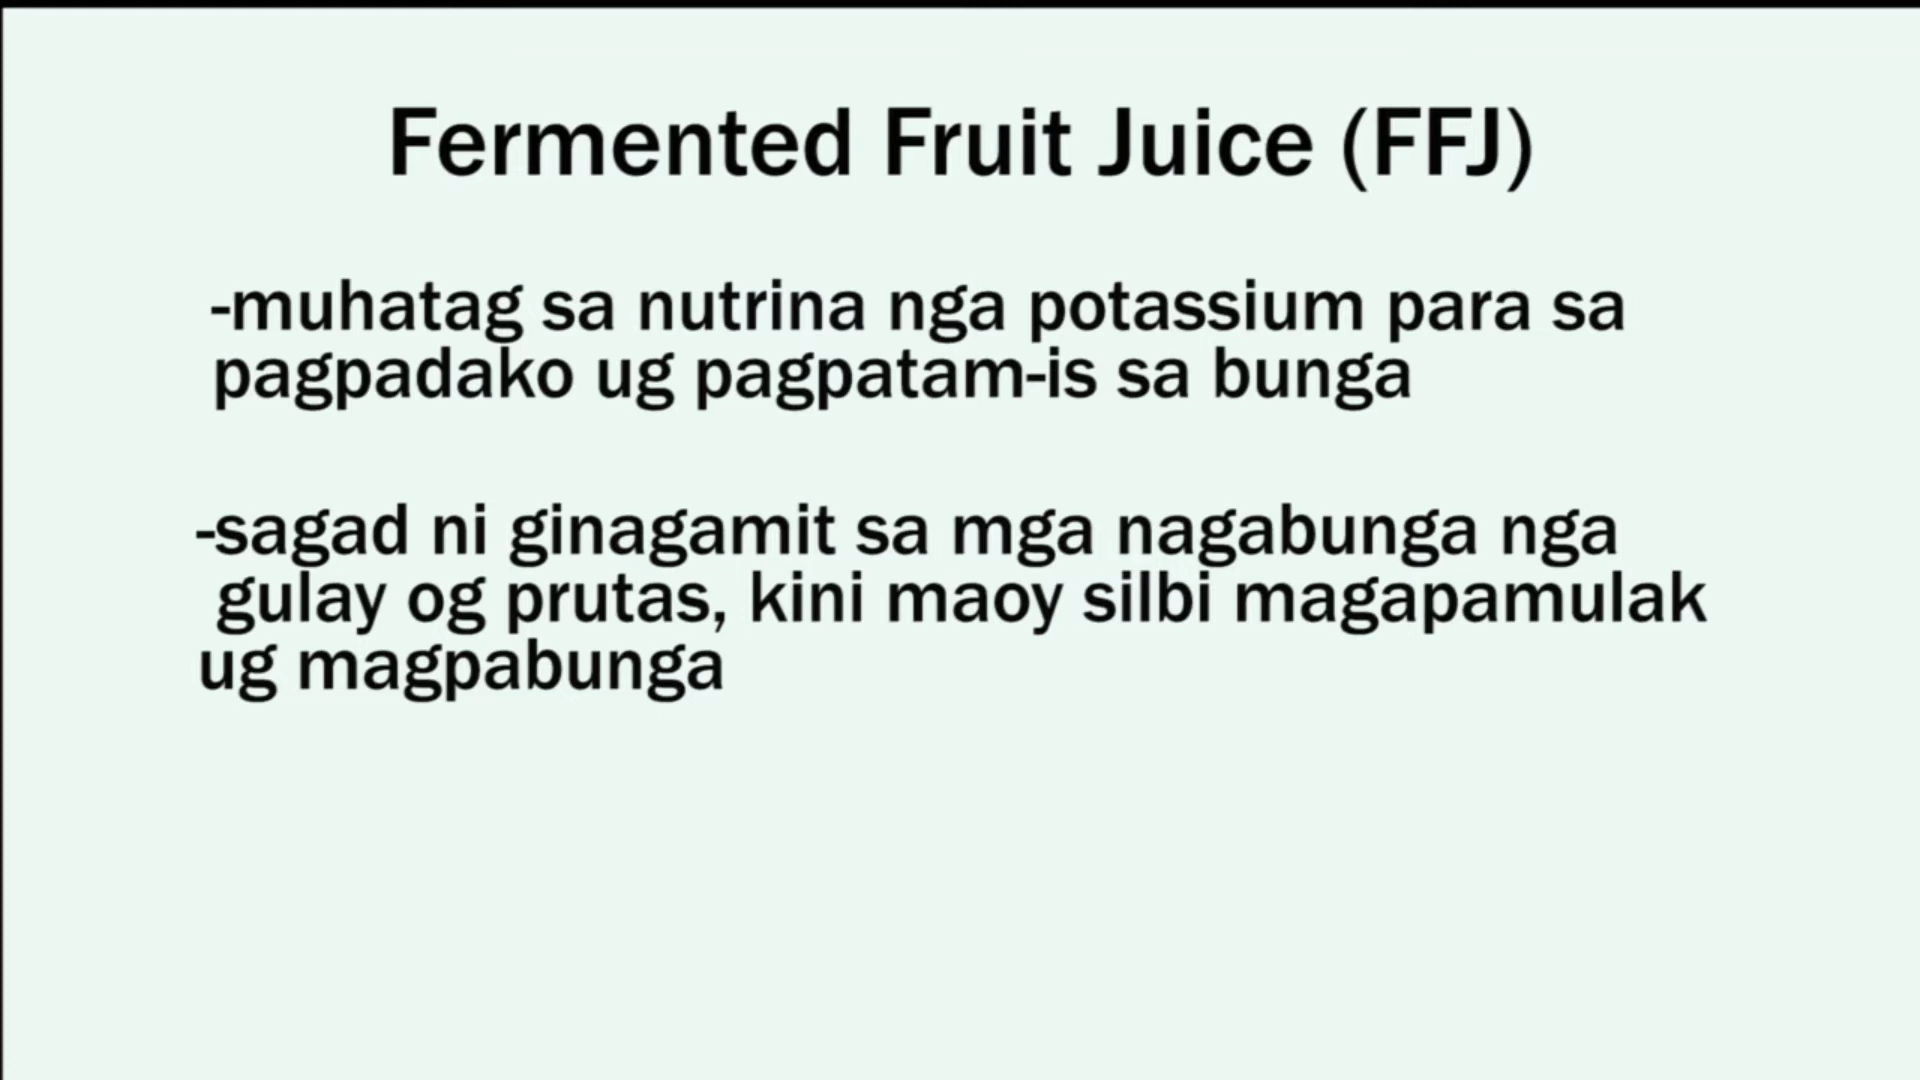 Fermented Fruit Juice (FFJ)
-muhatag sa nutrina nga potassium para sa
pagpadako ug pagpatam-is sa bunga
-sagad ni ginagamit sa mga nagabunga nga
gulay og prutas, kini maoy silbi magapamulak
ug magpabunga